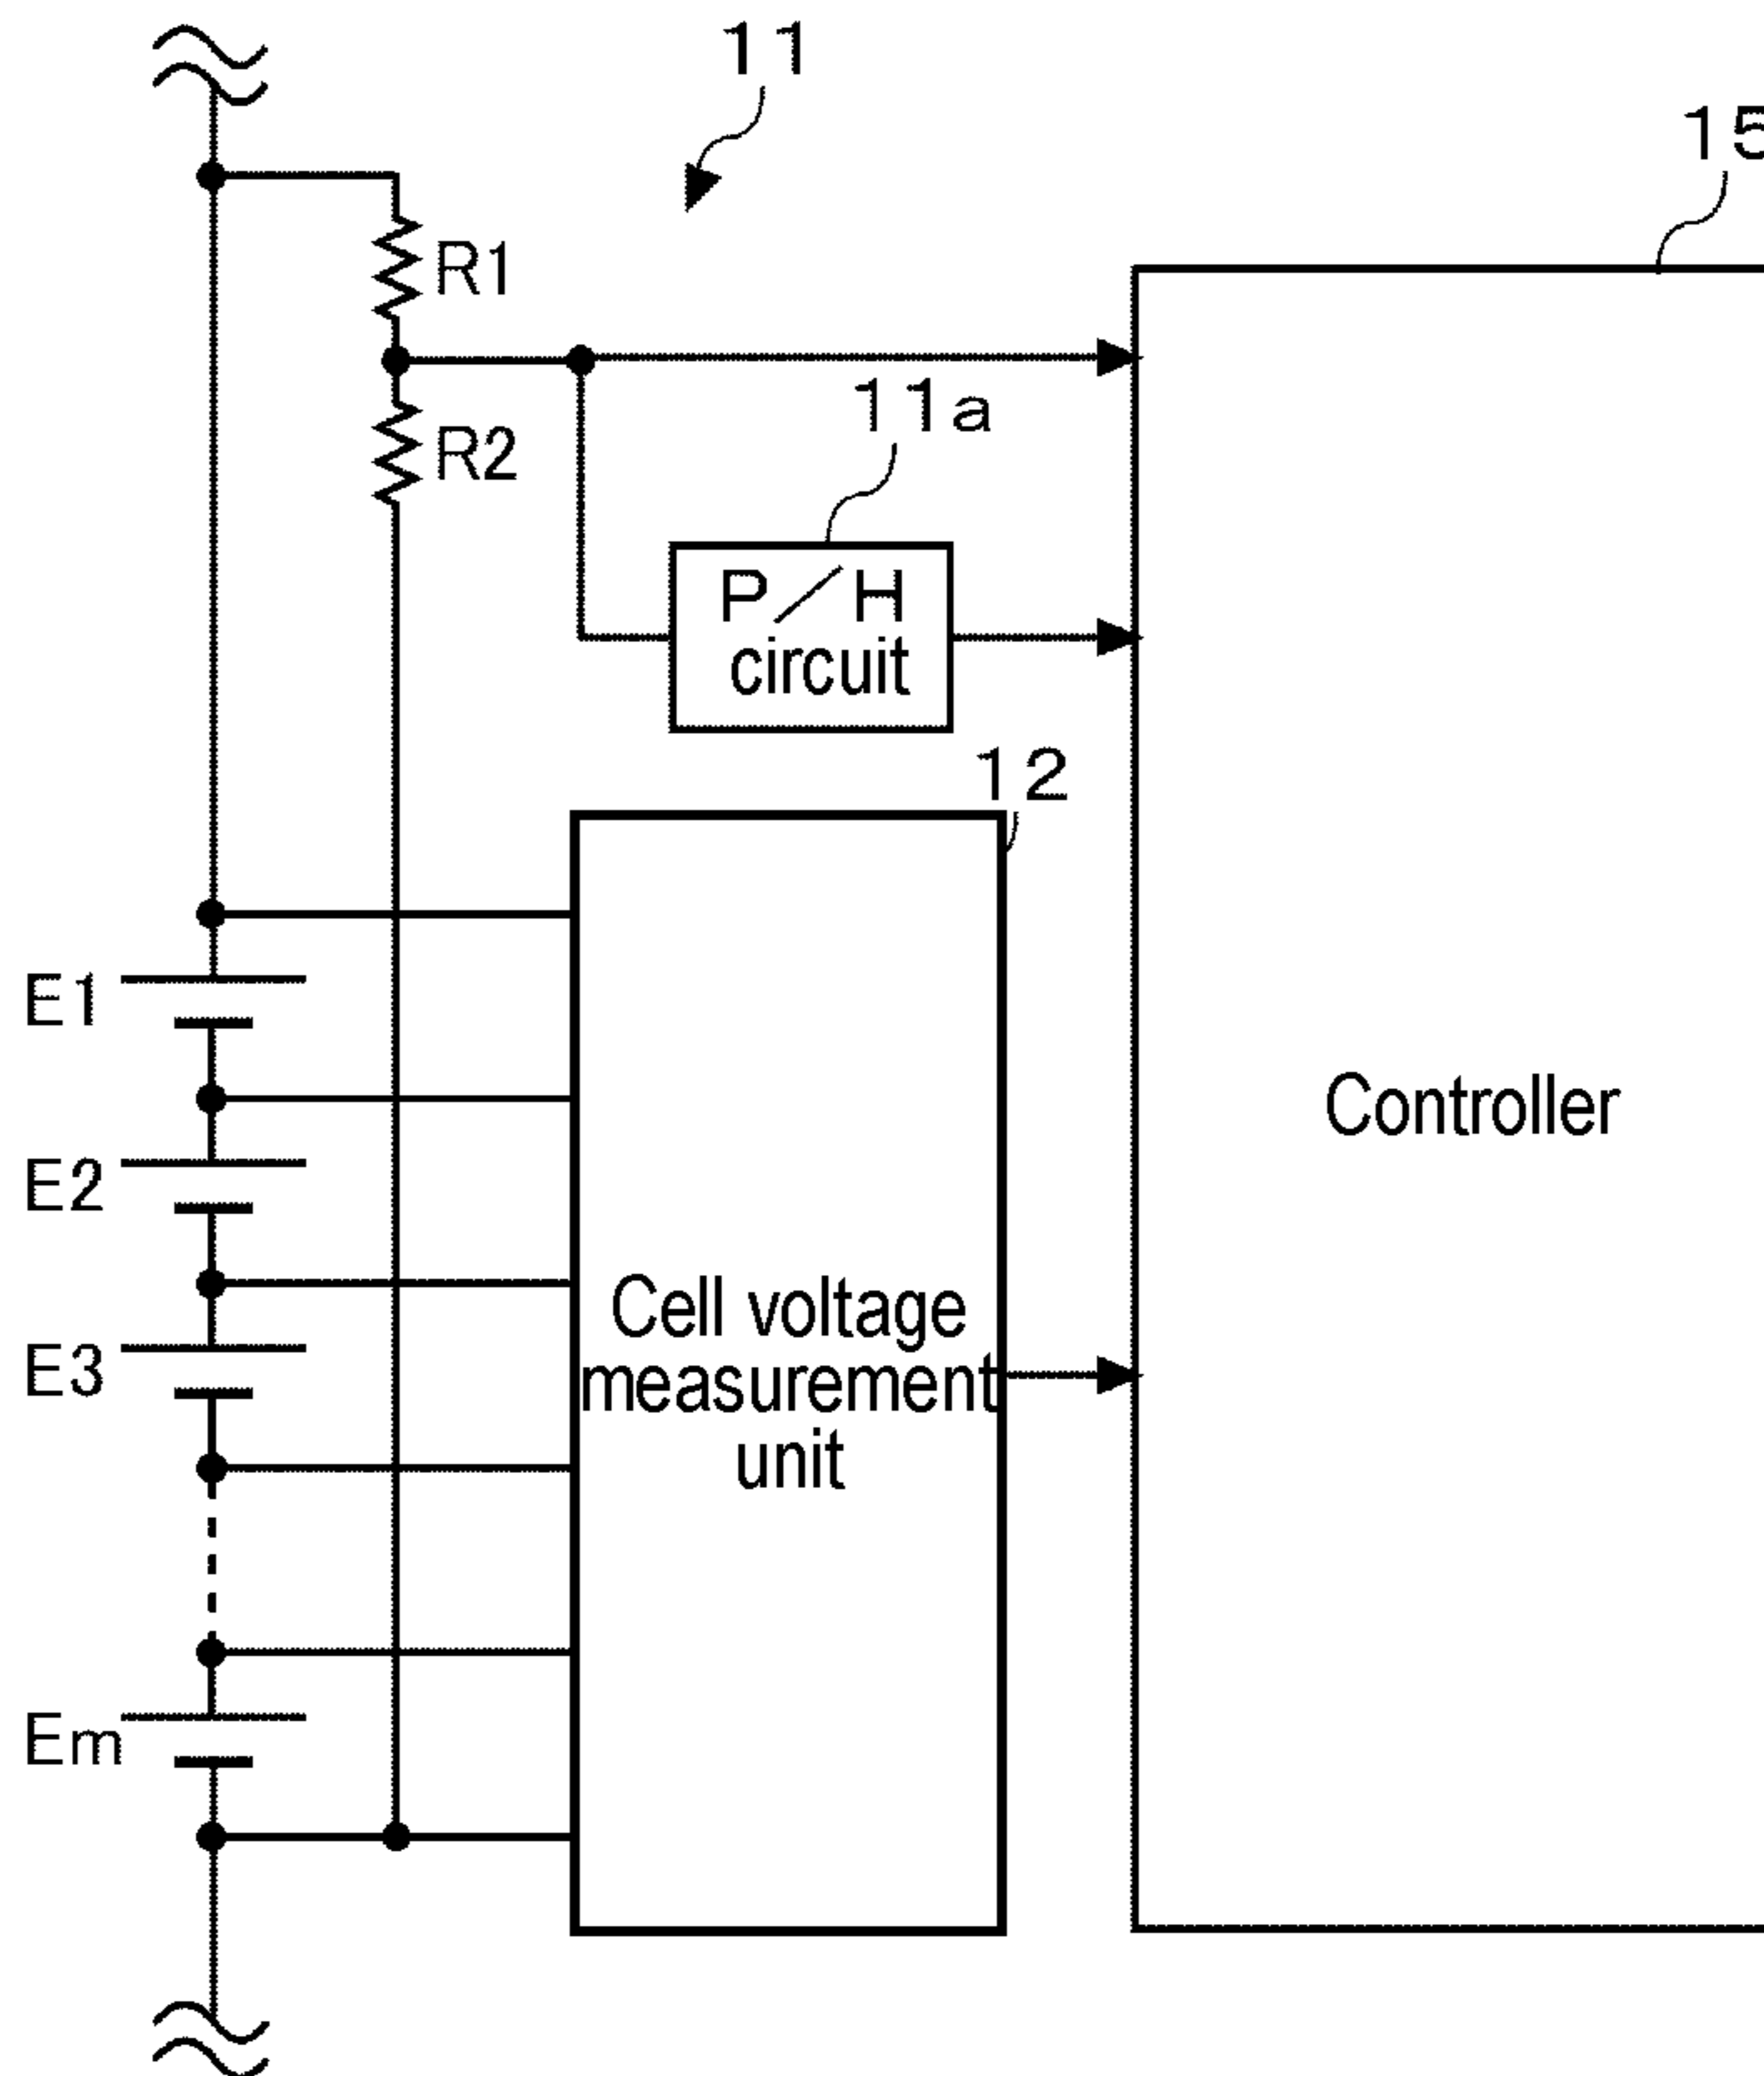 11
15
R1
11a
R2
P/H
circuit
12
E1
Controller
E2
Cell voltage
E3
measurement
unit
Em